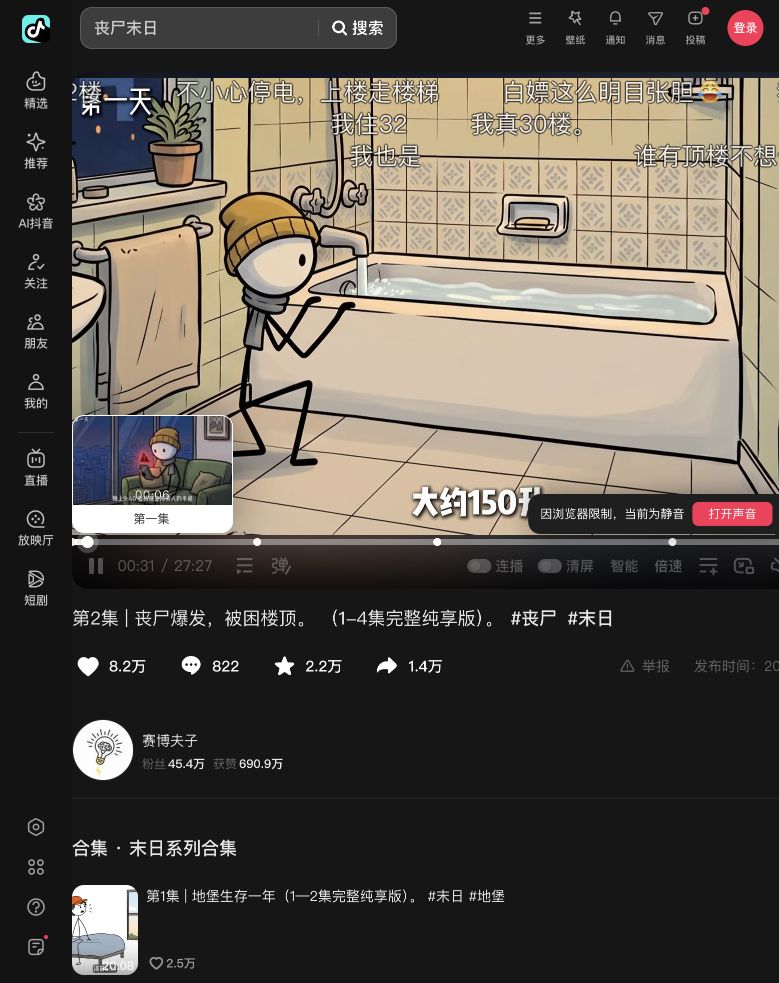 丧尸末日
搜索
更多
壁纸
通知
消息
投稿
登录
精选
推荐
AI抖音
关注
朋友
我的
直播
放映厅
短剧
2楼
第一天
不小心停电，上楼走楼梯
白嫖这么明目张胆😂
我住32
我真30楼。
我也是
谁有顶楼不想
00:06
第一集
大约150升
因浏览器限制，当前为静音
打开声音
00:31 / 27:27
弹
连播
清屏
智能
倍速
第2集 | 丧尸爆发，被困楼顶。 （1-4集完整纯享版）。 #丧尸 #末日
8.2万
822
2.2万
1.4万
举报
发布时间：20
赛博夫子
粉丝 45.4万 获赞 690.9万
合集 · 末日系列合集
第1集 | 地堡生存一年（1—2集完整纯享版）。 #末日 #地堡
20:08
2.5万